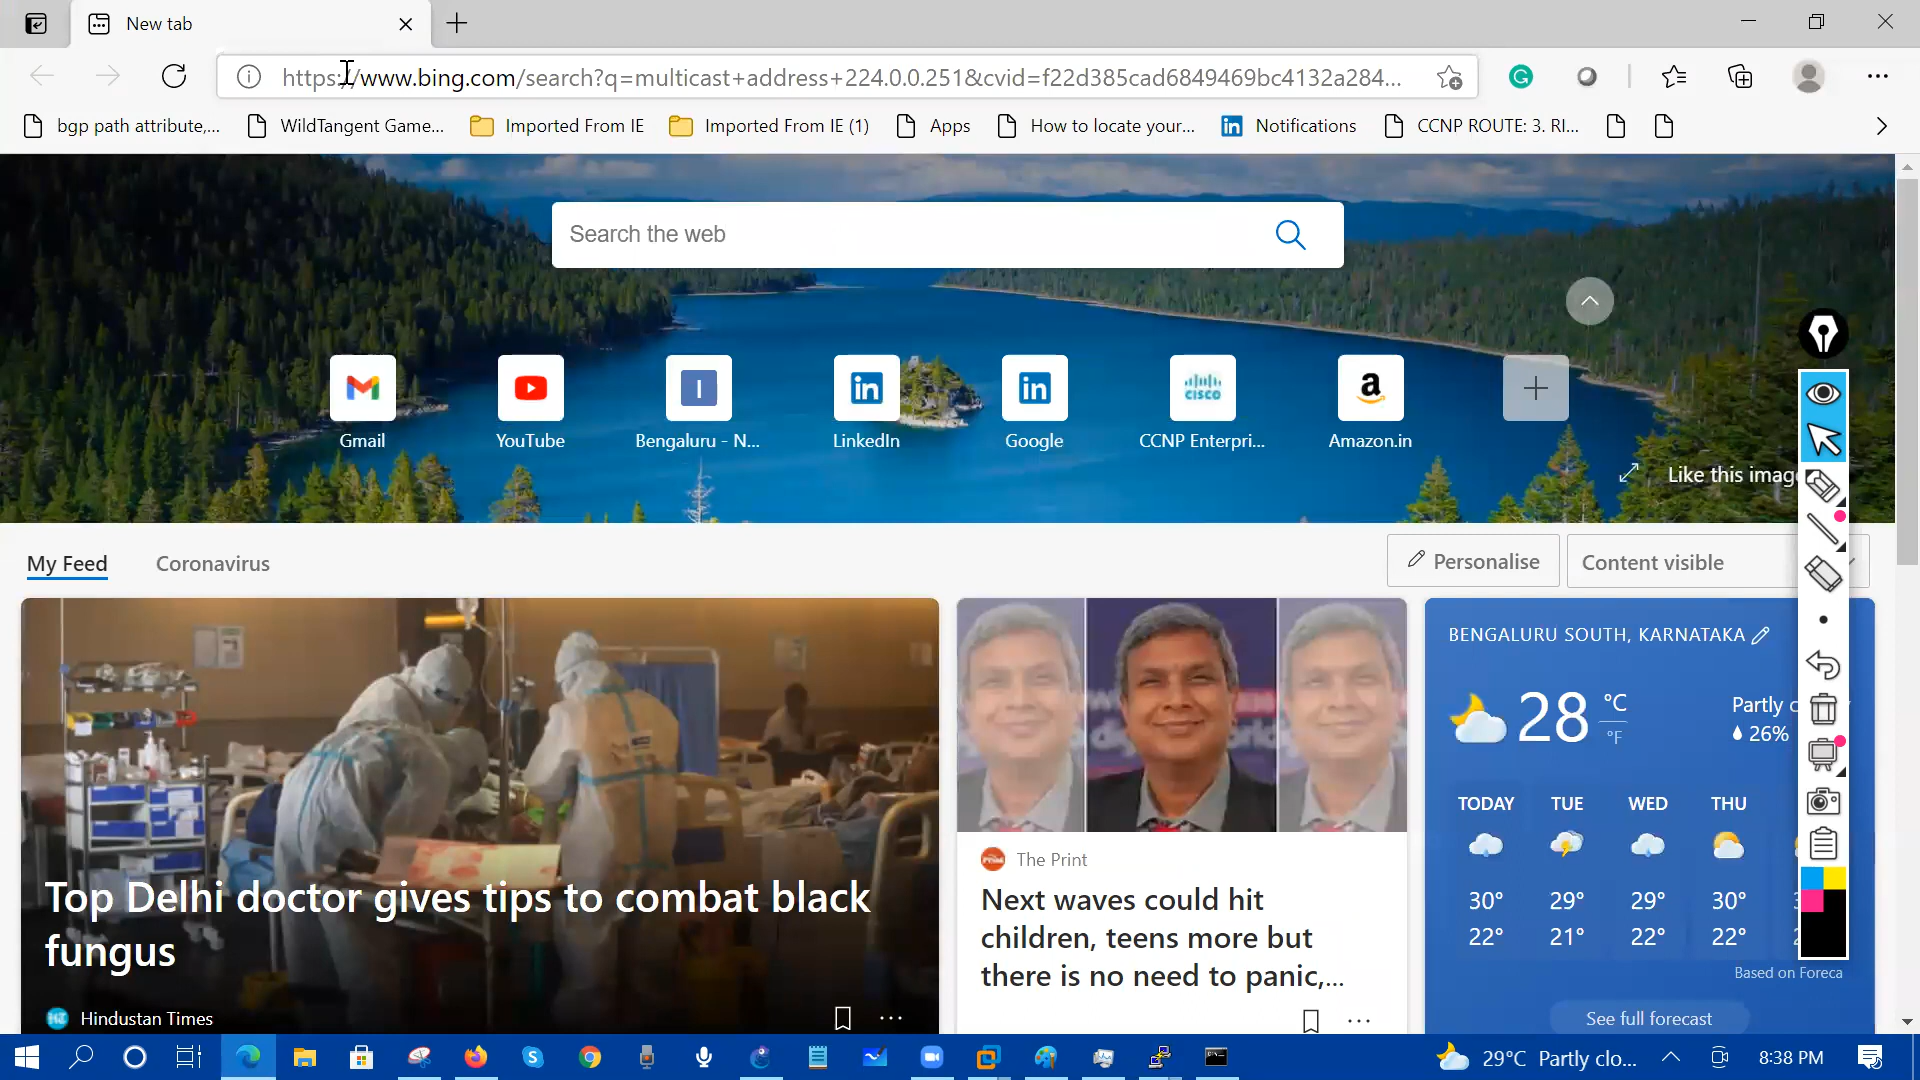 New tab
https://www.bing.com/search?q=multicast+address+224.0.0.251&cvid=f22d385cad6849469bc4132a284...
bgp path attribute,... WildTangent Game... Imported From IE Imported From IE (1) Apps How to locate your... Notifications CCNP ROUTE: 3. RI...
Search the web
I
Gmail YouTube Bengaluru - N... LinkedIn Google CCNP Enterpri... Amazon.in
cisco
Like this imag
My Feed Coronavirus
Personalise Content visible
Top Delhi doctor gives tips to combat black
fungus
Hindustan Times
The Print
Next waves could hit
children, teens more but
there is no need to panic,...
BENGALURU SOUTH, KARNATAKA
28 °C
°F
Partly c
26%
TODAY TUE WED THU
30° 29° 29° 30°
22° 21° 22° 22°
Based on Foreca
See full forecast
29°C Partly clo... 8:38 PM